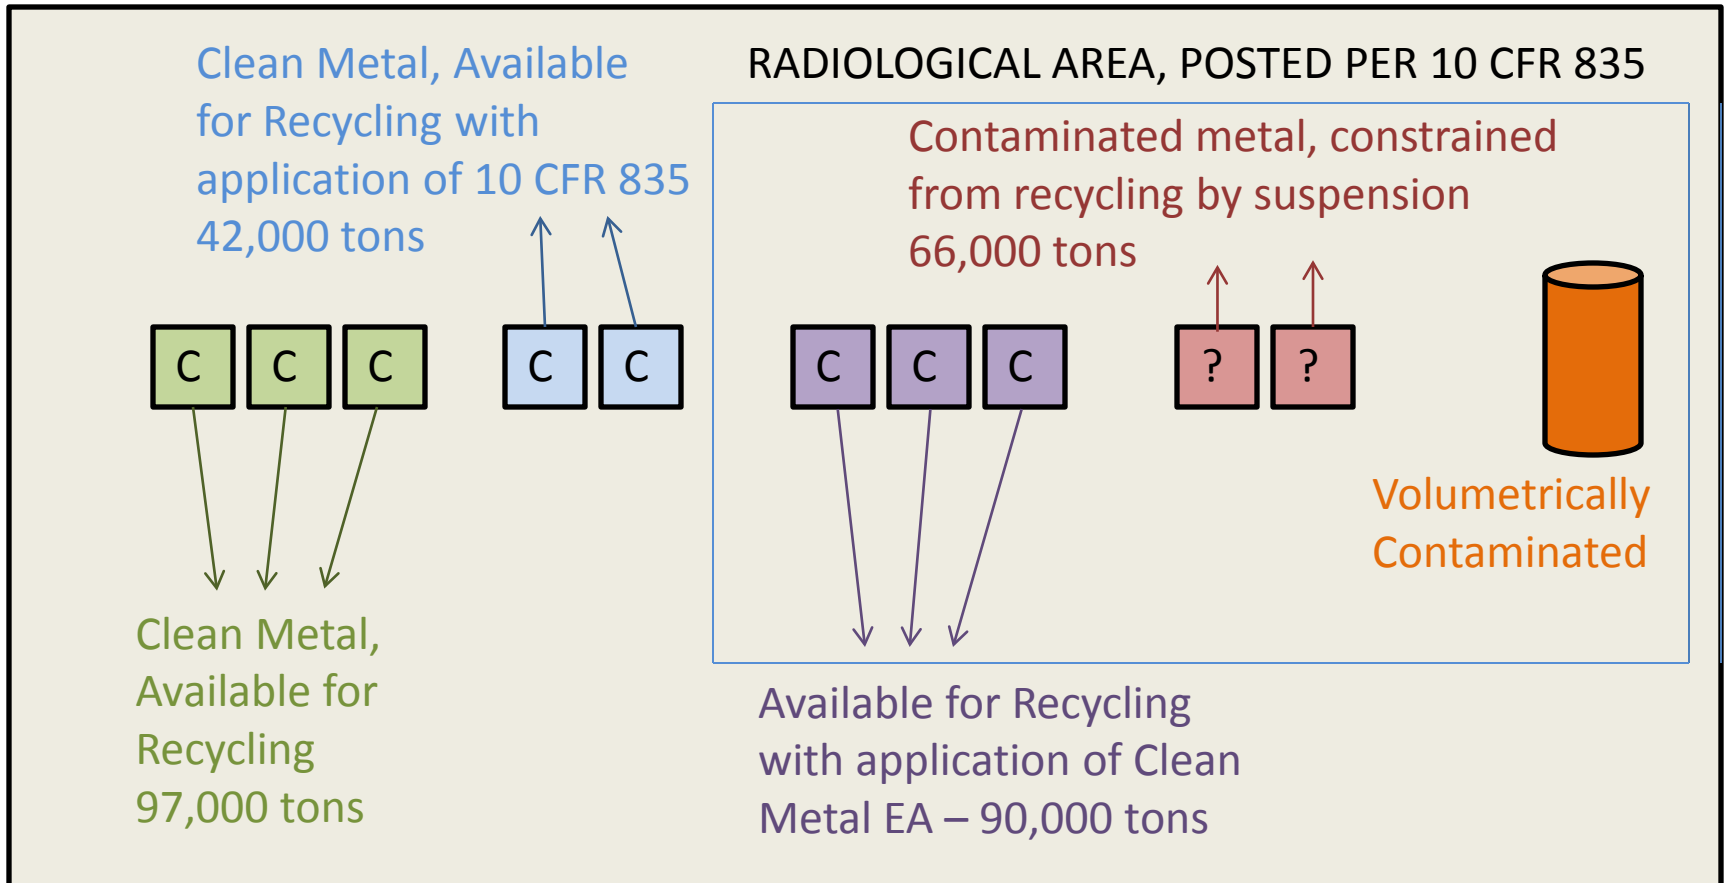 Clean Metal, Available
for Recycling with
application of 10 CFR 835
42,000 tons
RADIOLOGICAL AREA, POSTED PER 10 CFR 835
Contaminated metal, constrained
from recycling by suspension
66,000 tons
C C C C C C C C ? ?
Volumetrically
Contaminated
Clean Metal,
Available for
Recycling
97,000 tons
Available for Recycling
with application of Clean
Metal EA – 90,000 tons